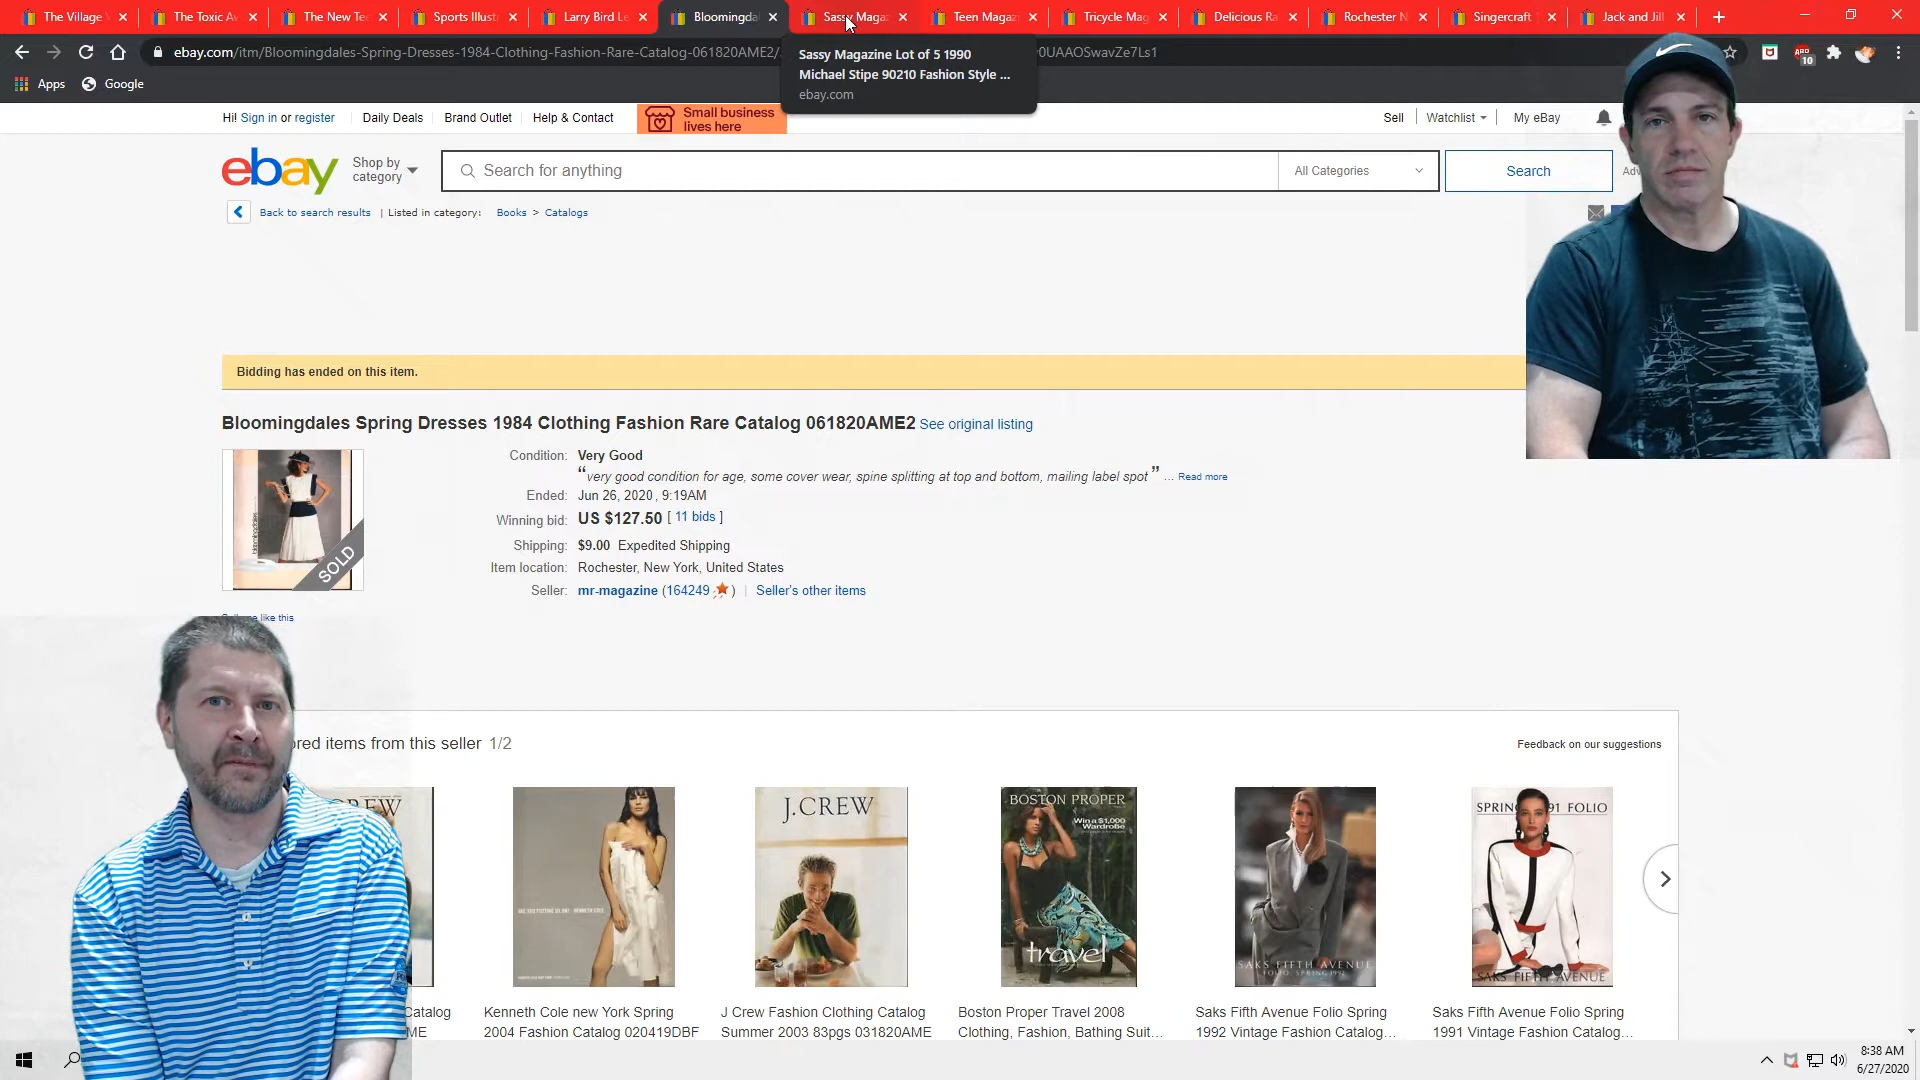 The Village
The Toxic Av
The New Tee
Sports Illustr
Larry Bird Le
Bloomingda
Sassy Magaz
Teen Magaz
Tricycle Mag
Delicious Ra
Rochester N
Singercraft
Jack and Jill
ebay.com/itm/Bloomingdales-Spring-Dresses-1984-Clothing-Fashion-Rare-Catalog-061820AME2/
0UAAOSwavZe7Ls1
Sassy Magazine Lot of 5 1990
Michael Stipe 90210 Fashion Style ...
ebay.com
ABP
10
Apps
Google
Hi! Sign in or register
Daily Deals
Brand Outlet
Help & Contact
Small business
lives here
Sell
Watchlist
My eBay
ebay
Shop by
category
Search for anything
All Categories
Search
Back to search results | Listed in category: Books > Catalogs
Bidding has ended on this item.
Bloomingdales Spring Dresses 1984 Clothing Fashion Rare Catalog 061820AME2 See original listing
SOLD
Condition: Very Good
“very good condition for age, some cover wear, spine splitting at top and bottom, mailing label spot” ... Read more
Ended: Jun 26, 2020 , 9:19AM
Winning bid: US $127.50 [ 11 bids ]
Shipping: $9.00 Expedited Shipping
Item location: Rochester, New York, United States
Seller: mr-magazine (164249 ) | Seller's other items
like this
items from this seller 1/2
Feedback on our suggestions
J.CREW
BOSTON PROPER
Win a $1,000
Wardrobe
travel
SAKS FIFTH AVENUE
FOLIO SPRING 1992
SPRING 91 FOLIO
SAKS FIFTH AVENUE
Catalog
Kenneth Cole new York Spring
2004 Fashion Catalog 020419DBF
J Crew Fashion Clothing Catalog
Summer 2003 83pgs 031820AME
Boston Proper Travel 2008
Clothing, Fashion, Bathing Suit...
Saks Fifth Avenue Folio Spring
1992 Vintage Fashion Catalog...
Saks Fifth Avenue Folio Spring
1991 Vintage Fashion Catalog...
8:38 AM
6/27/2020